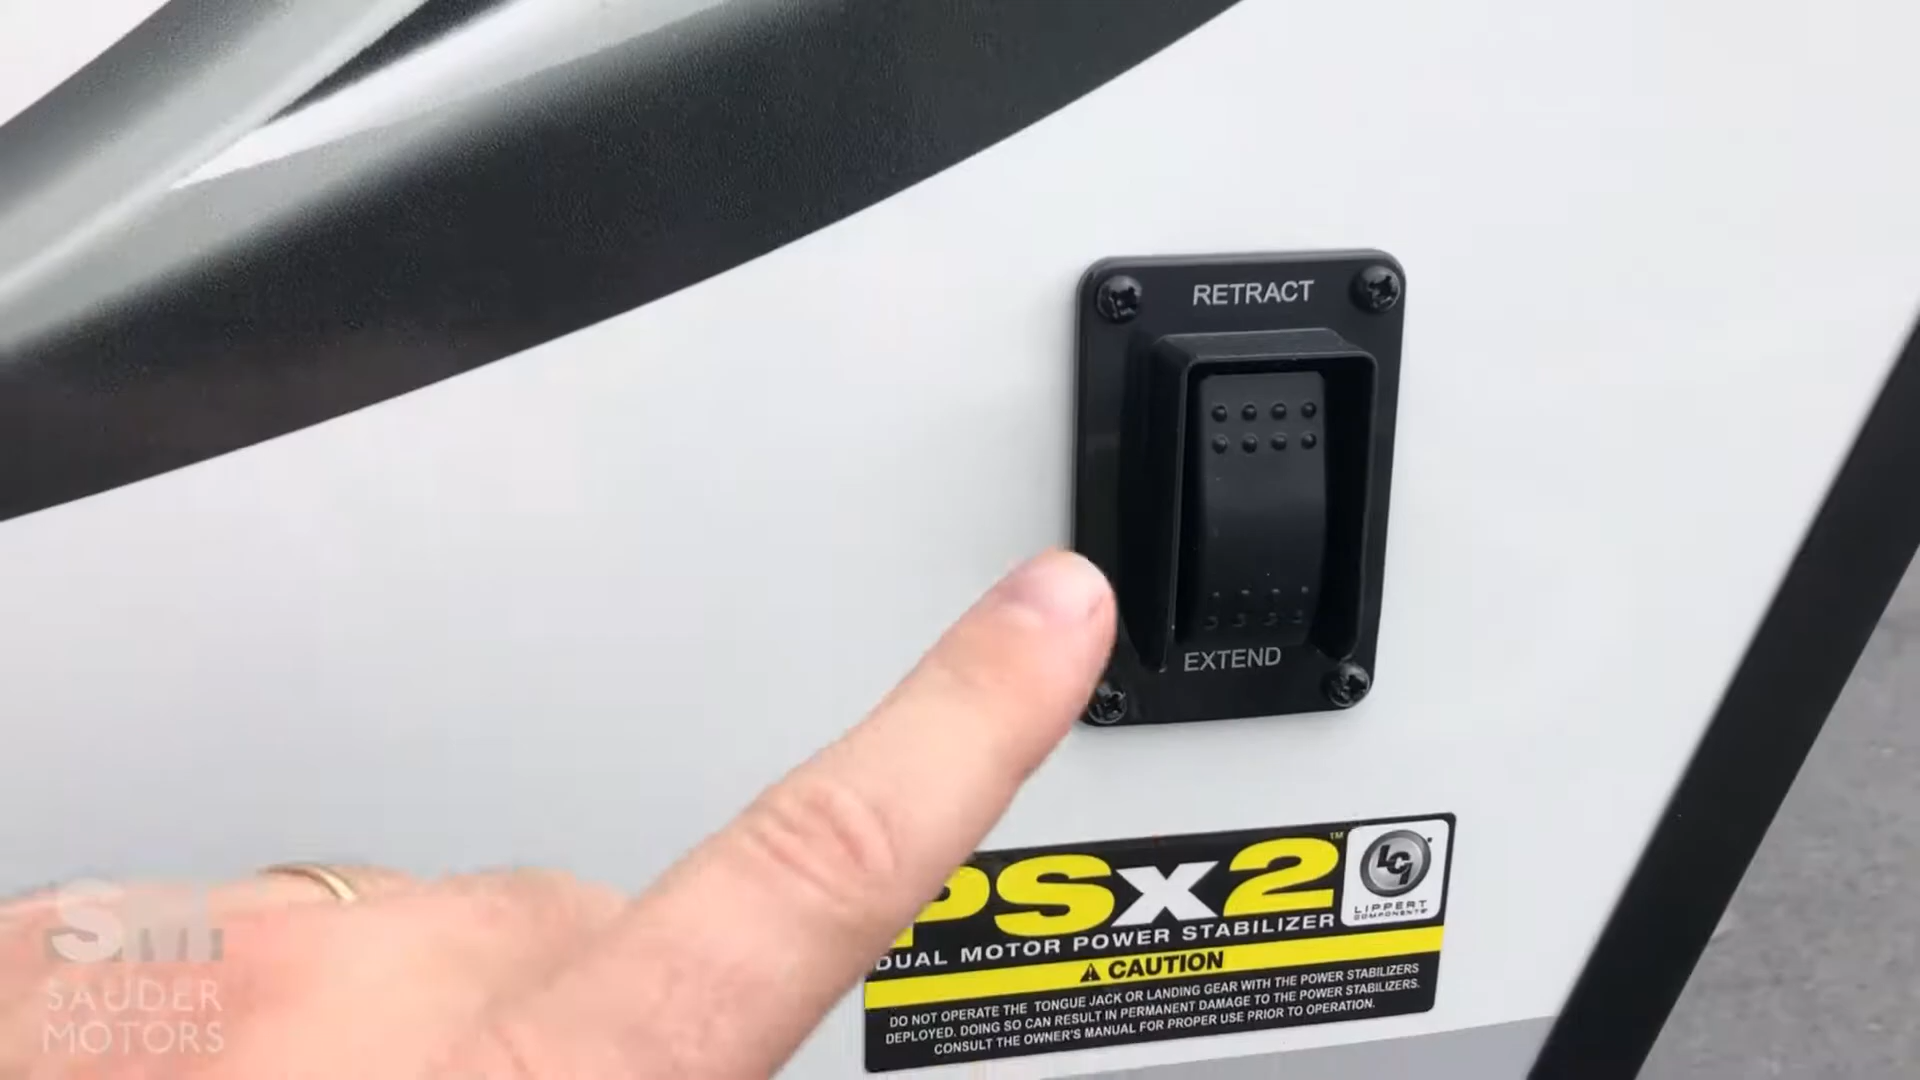 RETRACT
EXTEND
PSx2™
LCI
LIPPERT
COMPONENTS
DUAL MOTOR POWER STABILIZER
⚠ CAUTION
DO NOT OPERATE THE TONGUE JACK OR LANDING GEAR WITH THE POWER STABILIZERS
DEPLOYED. DOING SO CAN RESULT IN PERMANENT DAMAGE TO THE POWER STABILIZERS.
CONSULT THE OWNER'S MANUAL FOR PROPER USE PRIOR TO OPERATION.
SM
SAUDER
MOTORS